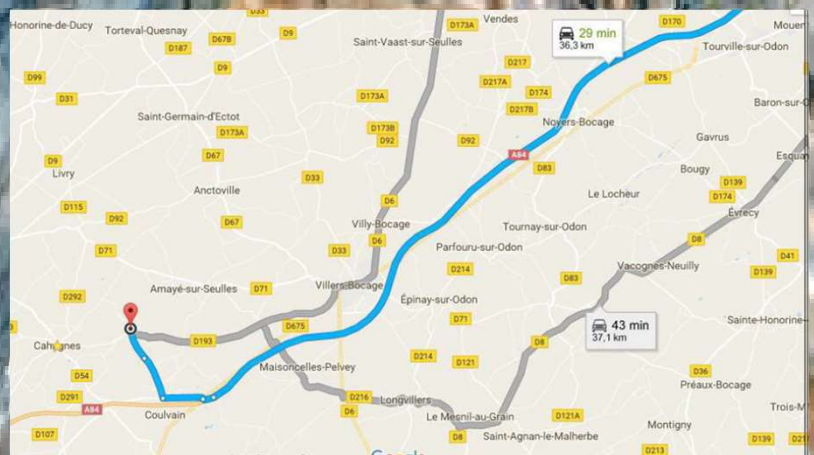 D33
D173A
Vendes
D170
Honorine-de-Ducy
Torteval-Quesnay
D67B
D9
Mouen
D187
Saint-Vaast-sur-Seulles
29 min
36,3 km
Tourville-sur-Odon
D99
D9
D217
D217A
D675
D31
D173A
D174
Baron-sur-O
D217B
Saint-Germain-d'Ectot
D173A
D173B
Noyers-Bocage
D92
D92
Gavrus
D9
D67
A84
Esquay
Livry
D83
Bougy
D33
D139
Anctoville
D6
Le Locheur
D174
D115
D92
D67
Villy-Bocage
Évrecy
D6
Tournay-sur-Odon
D8
D71
D33
Parfouru-sur-Odon
D41
D214
Vacognes-Neuilly
D139
D83
D292
Amayé-sur-Seulles
D71
Villers-Bocage
Épinay-sur-Odon
D71
43 min
37,1 km
Sainte-Honorine-
D675
Cahagnes
D193
D8
D214
D121
D54
Maisoncelles-Pelvey
D36
D291
D216
Longvillers
Préaux-Bocage
A84
Coulvain
D6
Le Mesnil-au-Grain
D121A
Trois-M
D107
D8
Saint-Agnan-le-Malherbe
Montigny
D139
D213